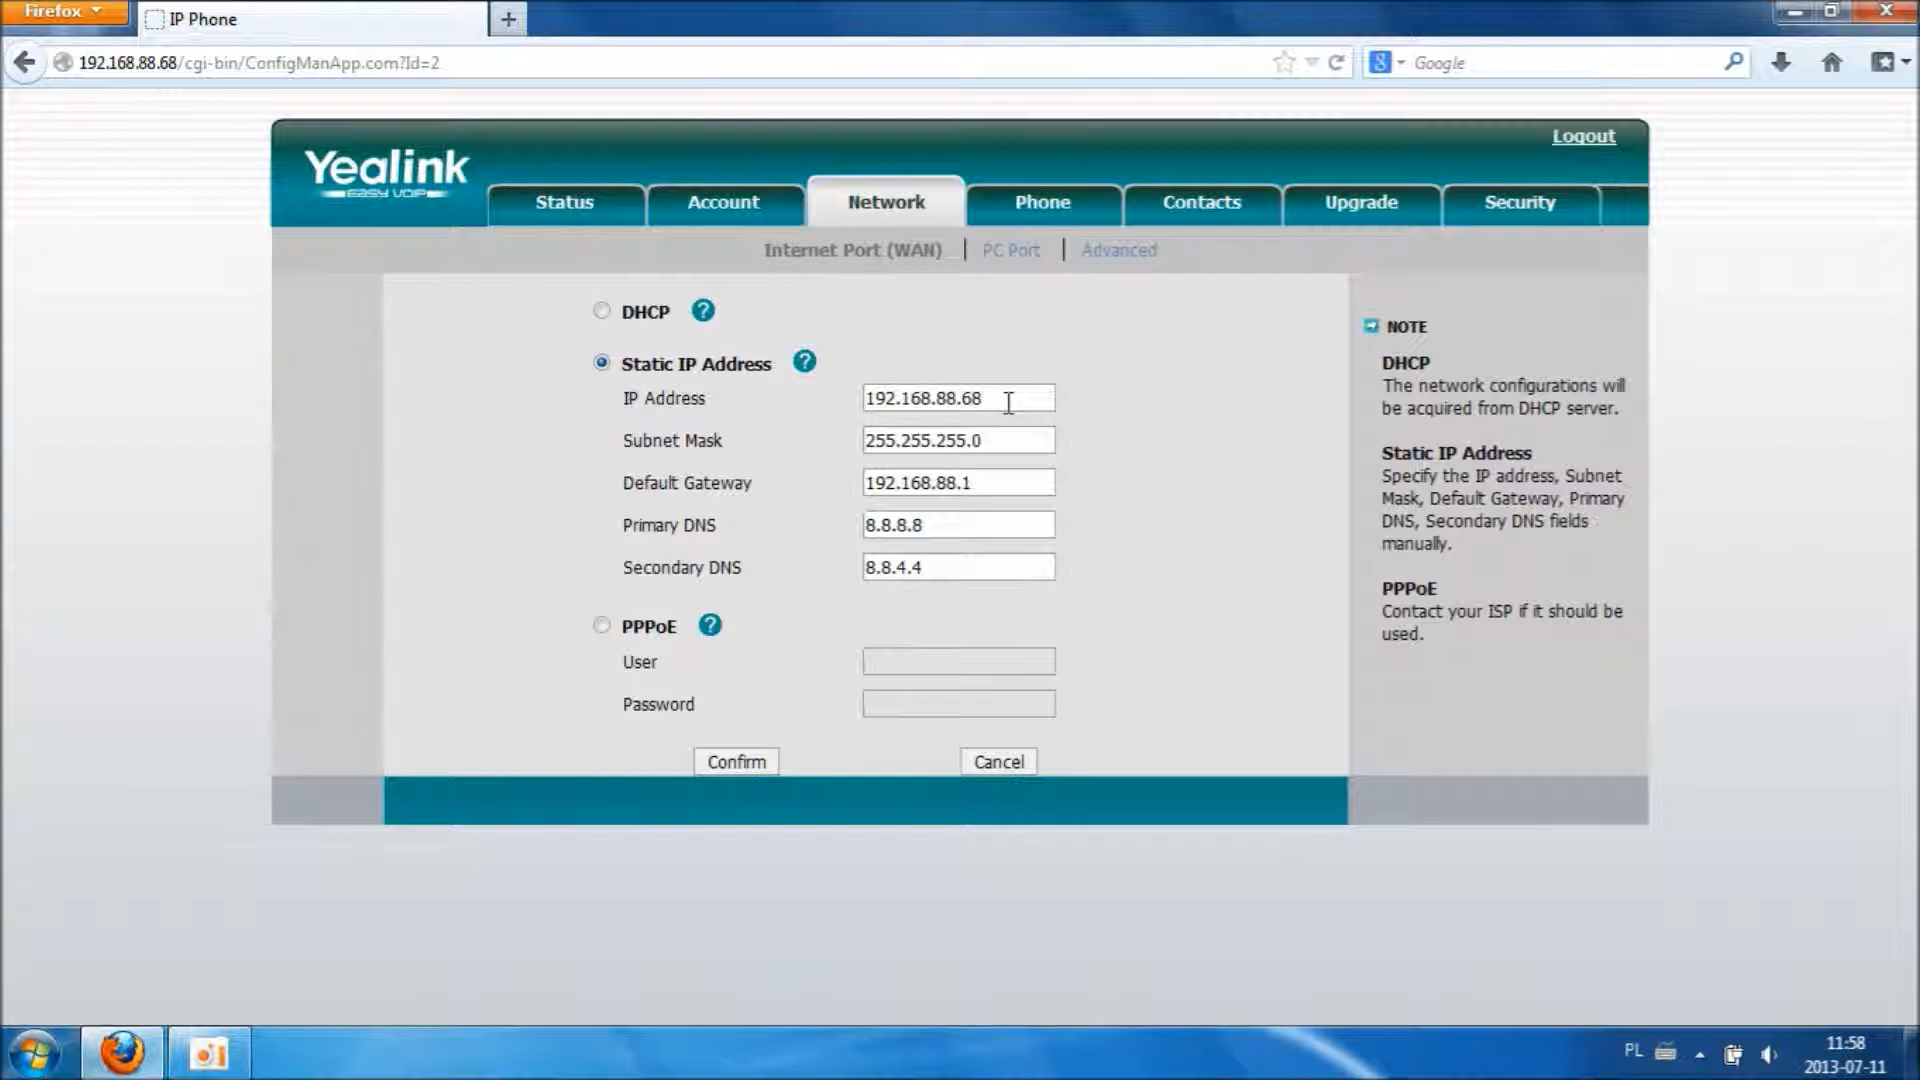 Firefox
IP Phone
192.168.88.68/cgi-bin/ConfigManApp.com?Id=2
Google
Logout
Yealink
EASY VOIP
Status
Account
Network
Phone
Contacts
Upgrade
Security
Internet Port (WAN) | PC Port | Advanced
DHCP ?
Static IP Address ?
IP Address 192.168.88.68
Subnet Mask 255.255.255.0
Default Gateway 192.168.88.1
Primary DNS 8.8.8.8
Secondary DNS 8.8.4.4
PPPoE ?
User
Password
Confirm
Cancel
NOTE
DHCP
The network configurations will
be acquired from DHCP server.
Static IP Address
Specify the IP address, Subnet
Mask, Default Gateway, Primary
DNS, Secondary DNS fields
manually.
PPPoE
Contact your ISP if it should be
used.
PL
11:58
2013-07-11